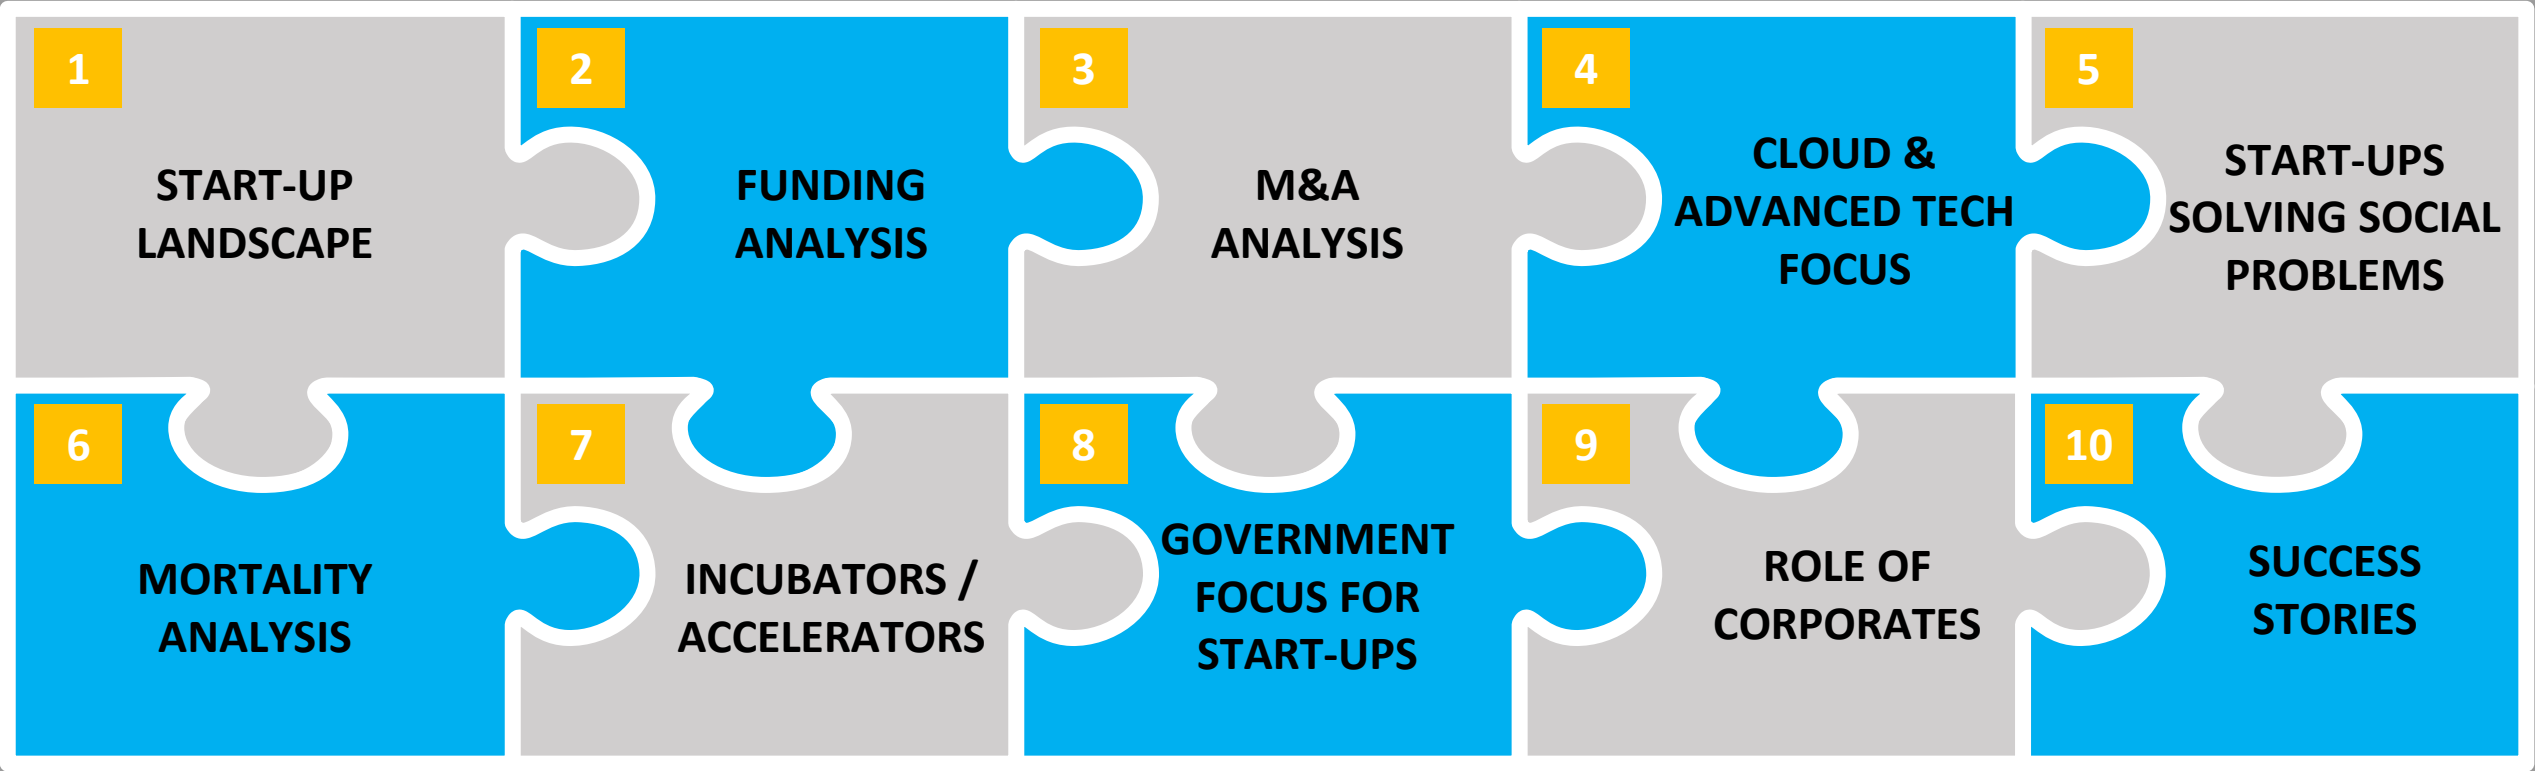 1
START-UP
LANDSCAPE
2
FUNDING
ANALYSIS
3
M&A
ANALYSIS
4
CLOUD &
ADVANCED TECH
FOCUS
5
START-UPS
SOLVING SOCIAL
PROBLEMS
6
MORTALITY
ANALYSIS
7
INCUBATORS /
ACCELERATORS
8
GOVERNMENT
FOCUS FOR
START-UPS
9
ROLE OF
CORPORATES
10
SUCCESS
STORIES